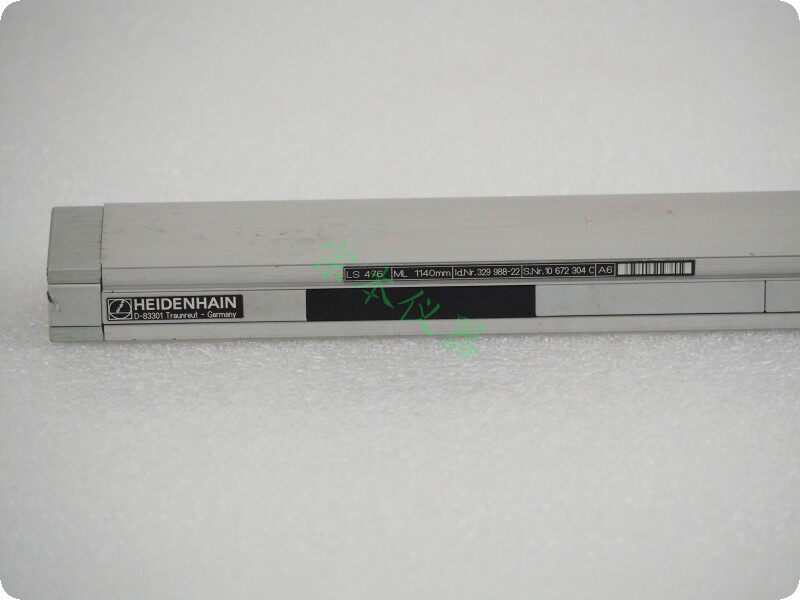 LS 476 ML 1140mm Id.Nr.329 988-22 S.Nr.10 672 304 C A6
HEIDENHAIN
D-83301 Traunreut - Germany